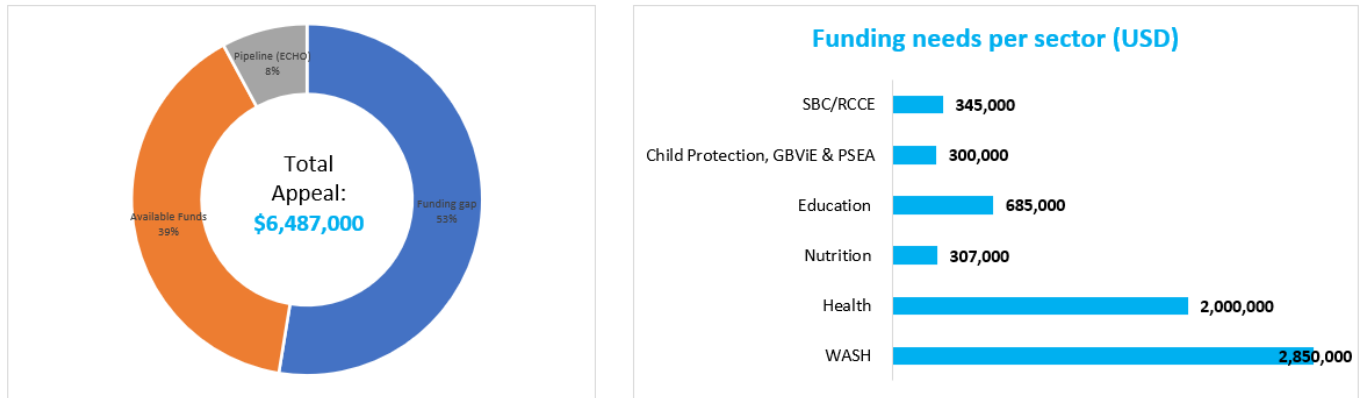 Pipeline (ECHO)
8%
Total
Appeal:
$6,487,000
Available Funds
39%
Funding gap
53%
Funding needs per sector (USD)
SBC/RCCE 345,000
Child Protection, GBViE & PSEA 300,000
Education 685,000
Nutrition 307,000
Health 2,000,000
WASH 2,850,000